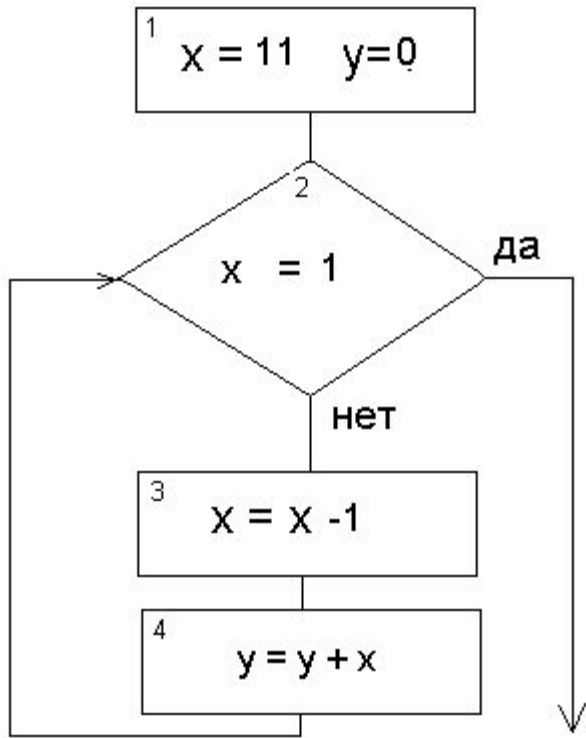 1
x = 11 y=0
2
x = 1
да
нет
3
x = x -1
4
y = y + x